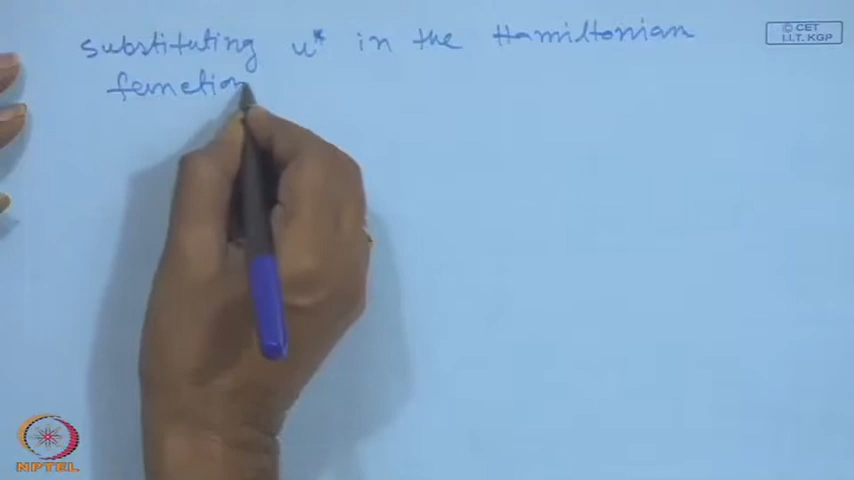 substituting u* in the Hamiltonian
function
© CET
I.I.T. KGP
NPTEL